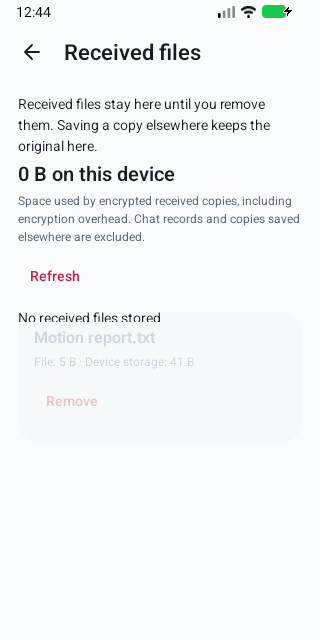 12:44
Received files
Received files stay here until you remove
them. Saving a copy elsewhere keeps the
original here.
0 B on this device
Space used by encrypted received copies, including
encryption overhead. Chat records and copies saved
elsewhere are excluded.
Refresh
No received files stored
Motion report.txt
File: 5 B · Device storage: 41 B
Remove